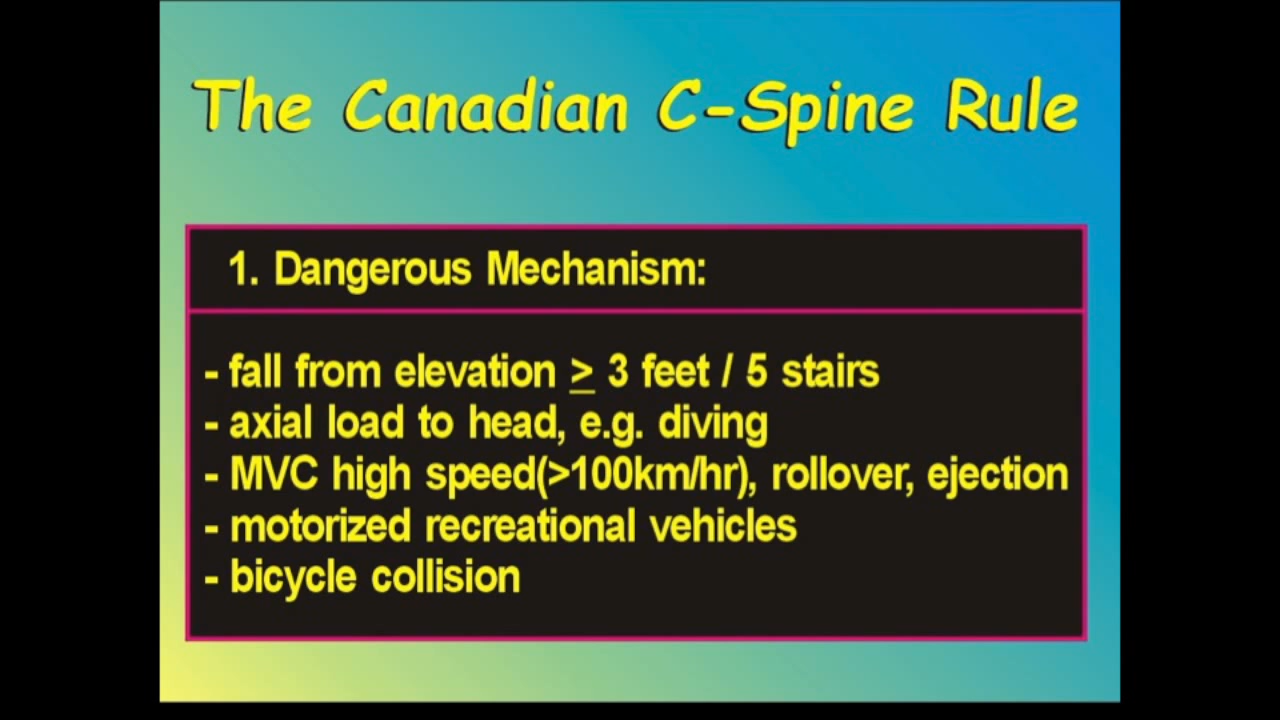 The Canadian C-Spine Rule
1. Dangerous Mechanism:
- fall from elevation ≥ 3 feet / 5 stairs
- axial load to head, e.g. diving
- MVC high speed(>100km/hr), rollover, ejection
- motorized recreational vehicles
- bicycle collision